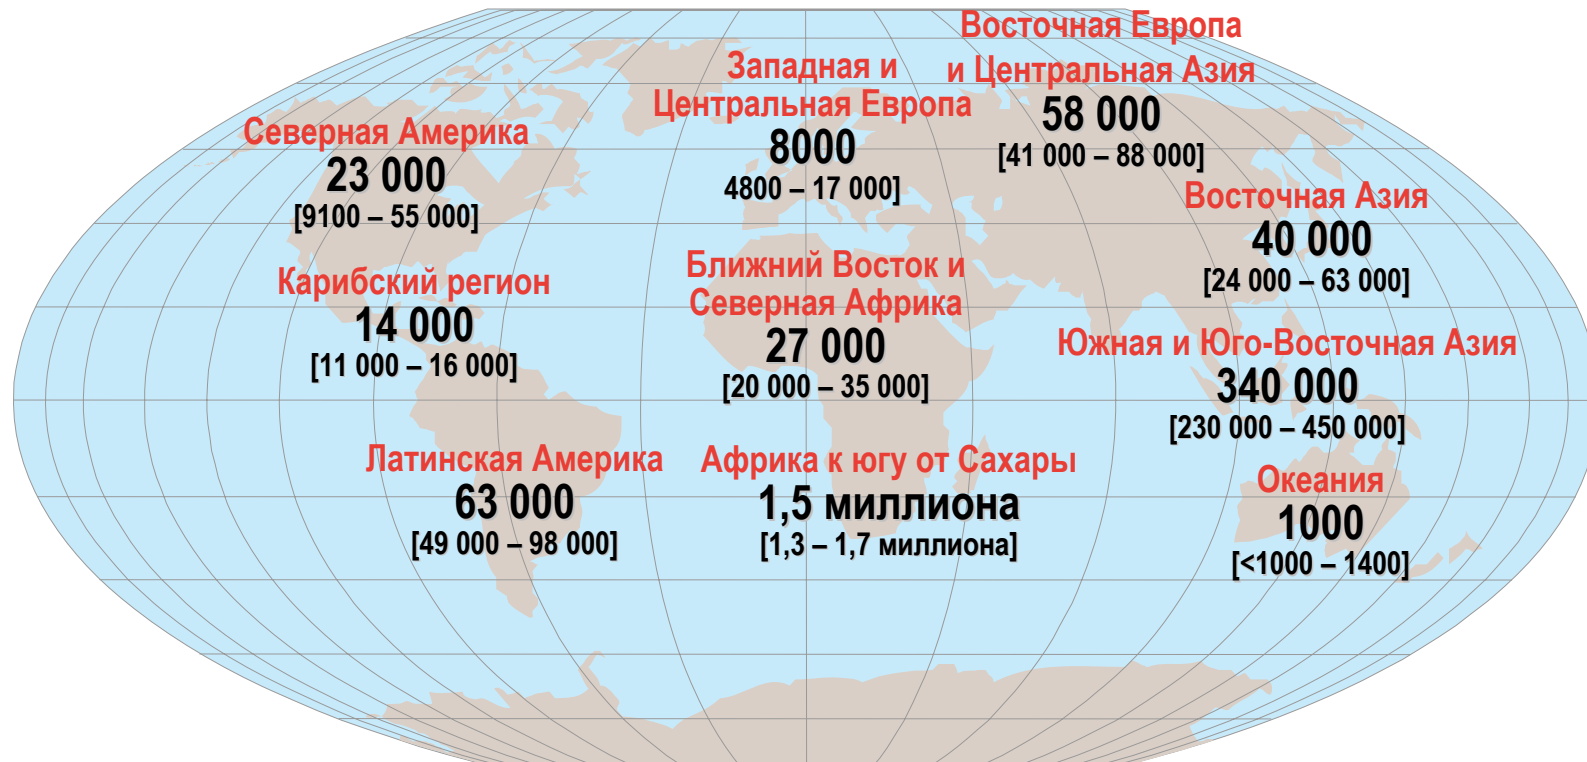 Восточная Европа
и Центральная Азия
58 000
[41 000 – 88 000]
Западная и
Центральная Европа
8000
4800 – 17 000]
Северная Америка
23 000
[9100 – 55 000]
Восточная Азия
40 000
[24 000 – 63 000]
Карибский регион
14 000
[11 000 – 16 000]
Ближний Восток и
Северная Африка
27 000
[20 000 – 35 000]
Южная и Юго-Восточная Азия
340 000
[230 000 – 450 000]
Латинская Америка
63 000
[49 000 – 98 000]
Африка к югу от Сахары
1,5 миллиона
[1,3 – 1,7 миллиона]
Океания
1000
[<1000 – 1400]